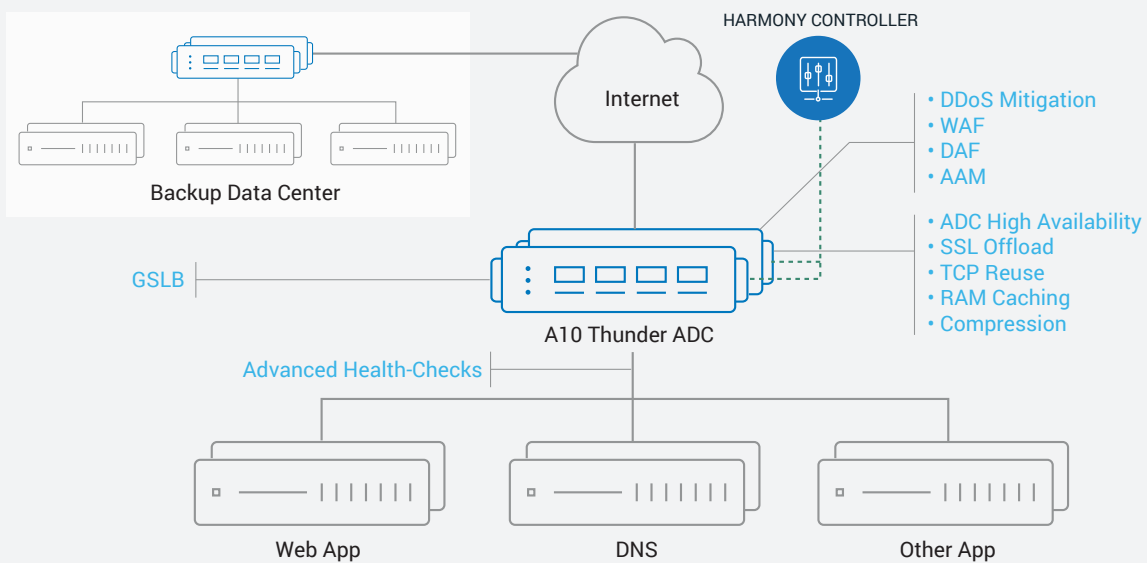 HARMONY CONTROLLER
Internet
Backup Data Center
• DDoS Mitigation
• WAF
• DAF
• AAM
• ADC High Availability
• SSL Offload
• TCP Reuse
• RAM Caching
• Compression
GSLB
A10 Thunder ADC
Advanced Health-Checks
Web App
DNS
Other App